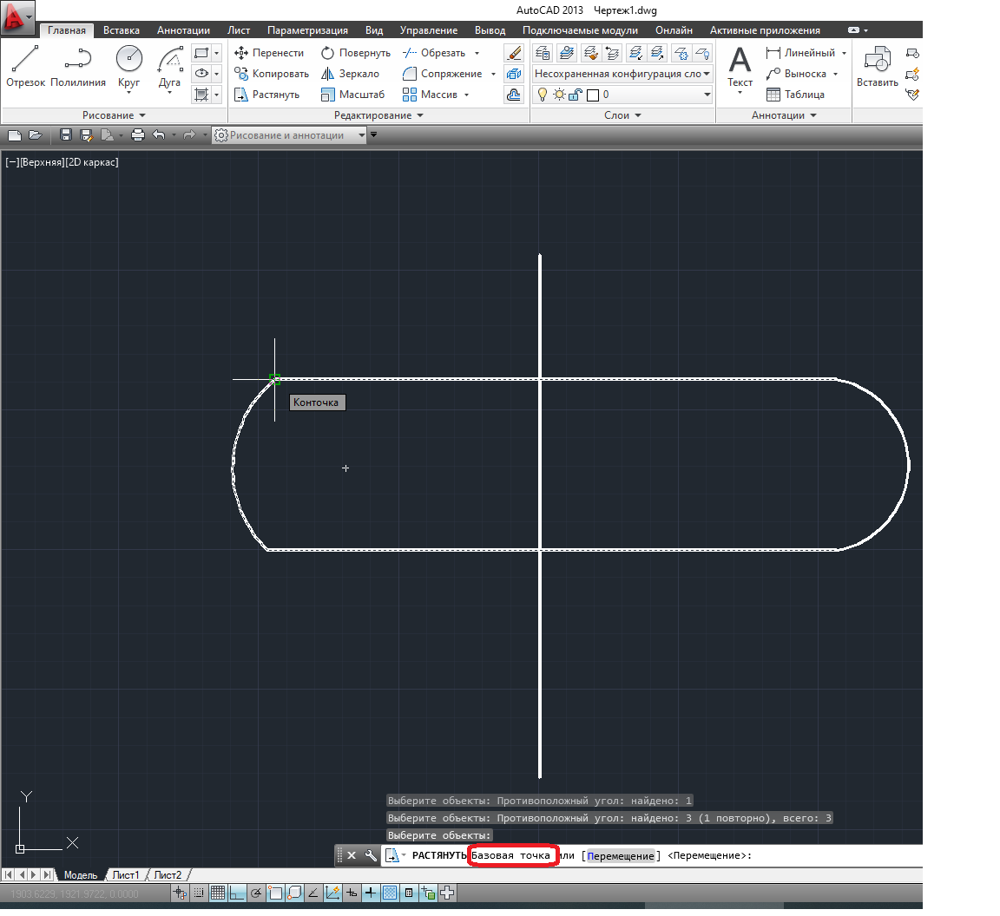 AutoCAD 2013 Чертеж1.dwg
Главная Вставка Аннотации Лист Параметризация Вид Управление Вывод Подключаемые модули Онлайн Активные приложения
Отрезок Полилиния Круг Дуга
Перенести Повернуть Обрезать
Копировать Зеркало Сопряжение
Растянуть Масштаб Массив
Несохраненная конфигурация сло
0
Текст
Линейный
Выноска
Таблица
Вставить
Рисование Редактирование Слои Аннотации
Рисование и аннотации
[−][Верхняя][2D каркас]
Конточка
Выберите объекты: Противоположный угол: найдено: 1
Выберите объекты: Противоположный угол: найдено: 3 (1 повторно), всего: 3
Выберите объекты:
РАСТЯНУТЬ Базовая точка или [Перемещение] <Перемещение>:
Y
X
Модель Лист1 Лист2
1903.6229, 1921.9722, 0.0000